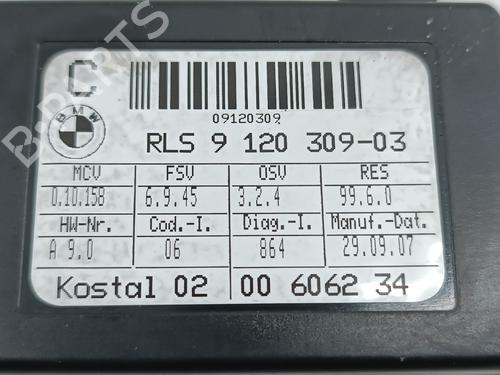 C
09120309
BMW
RLS 9 120 309-03
MCV FSV OSV RES
0.10.158 6.9.45 3.2.4 99.6.0
HW-Nr. Cod.-I. Diag.-I. Manuf.-Dat.
A 9.0 06 864 29.09.07
Kostal 02 00 6062 34
B-PARTS